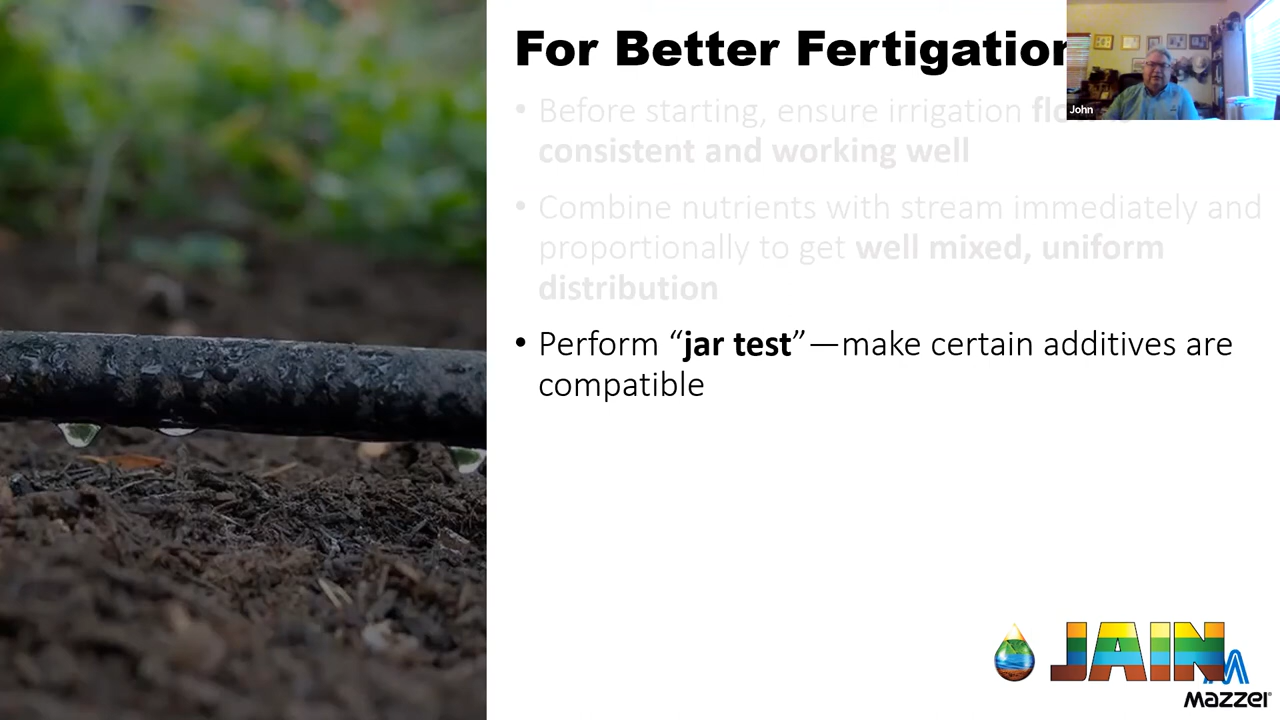 For Better Fertigation
• Before starting, ensure irrigation
consistent and working well
• Combine nutrients with stream immediately and
proportionally to get well mixed, uniform
distribution
• Perform “jar test”—make certain additives are
compatible
John
JAIN
Mazzei